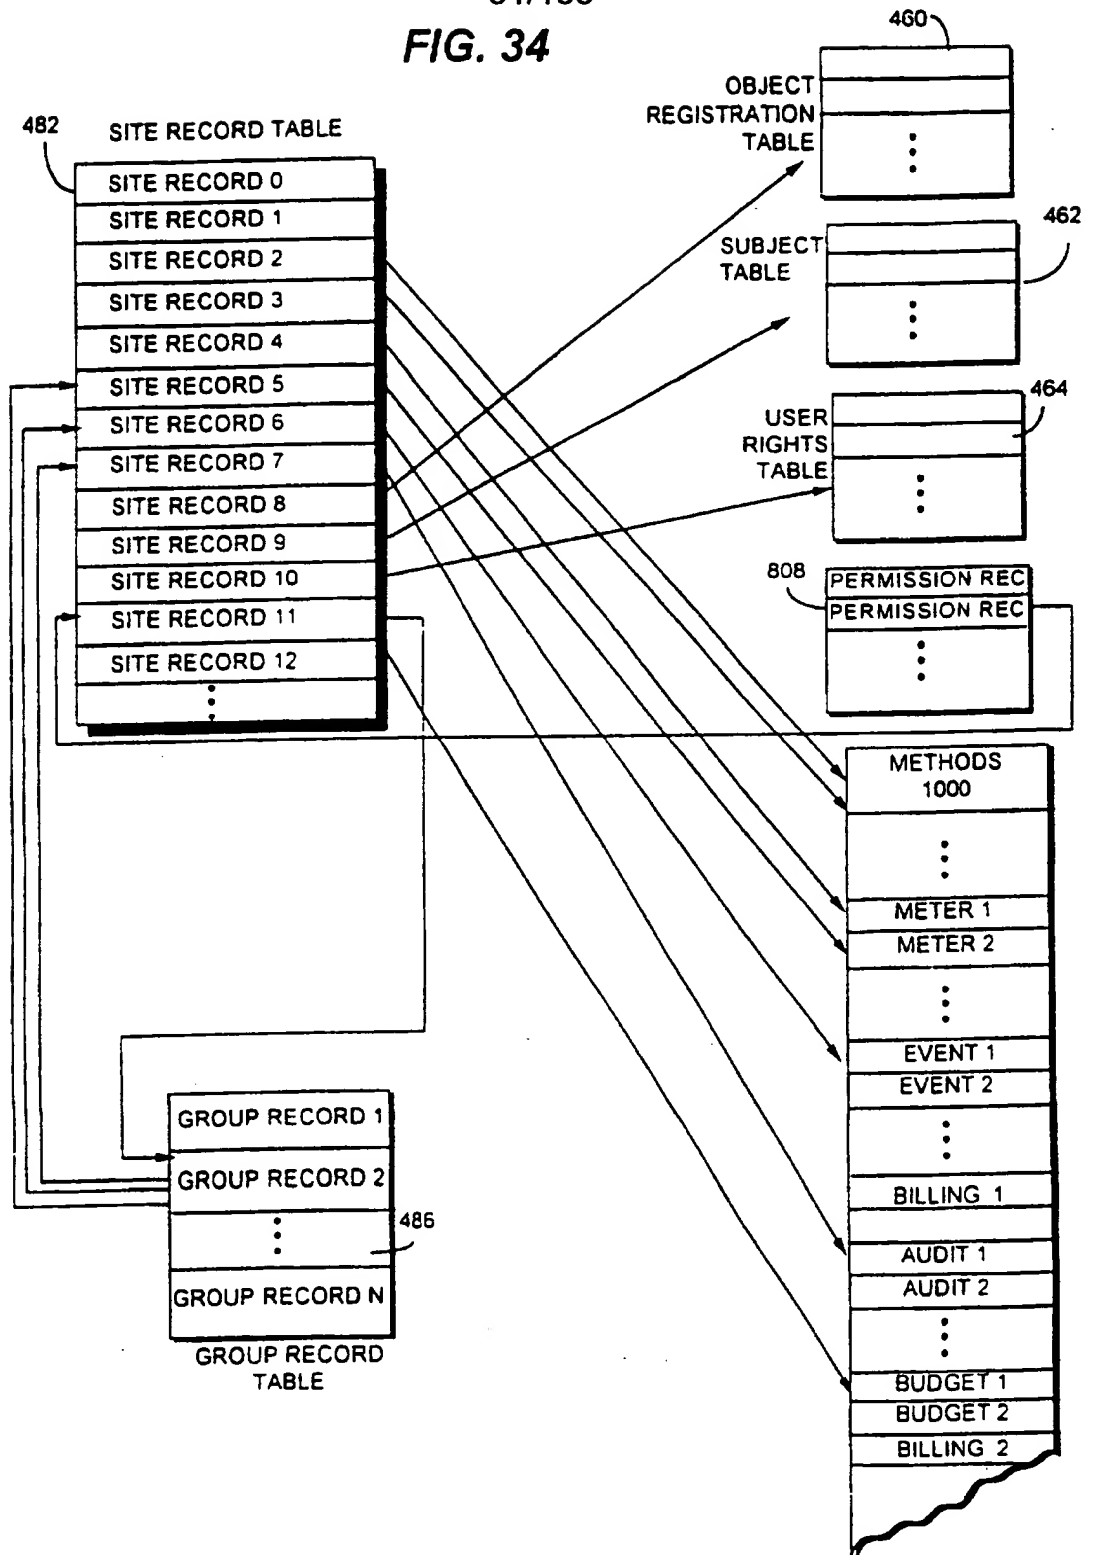 FIG. 34
460
OBJECT
REGISTRATION
TABLE
482
SITE RECORD TABLE
SITE RECORD 0
SITE RECORD 1
SITE RECORD 2
SITE RECORD 3
SITE RECORD 4
SITE RECORD 5
SITE RECORD 6
SITE RECORD 7
SITE RECORD 8
SITE RECORD 9
SITE RECORD 10
SITE RECORD 11
SITE RECORD 12
SUBJECT
TABLE
462
USER
RIGHTS
TABLE
464
808
PERMISSION REC
PERMISSION REC
METHODS
1000
METER 1
METER 2
EVENT 1
EVENT 2
BILLING 1
AUDIT 1
AUDIT 2
BUDGET 1
BUDGET 2
BILLING 2
GROUP RECORD 1
GROUP RECORD 2
486
GROUP RECORD N
GROUP RECORD
TABLE